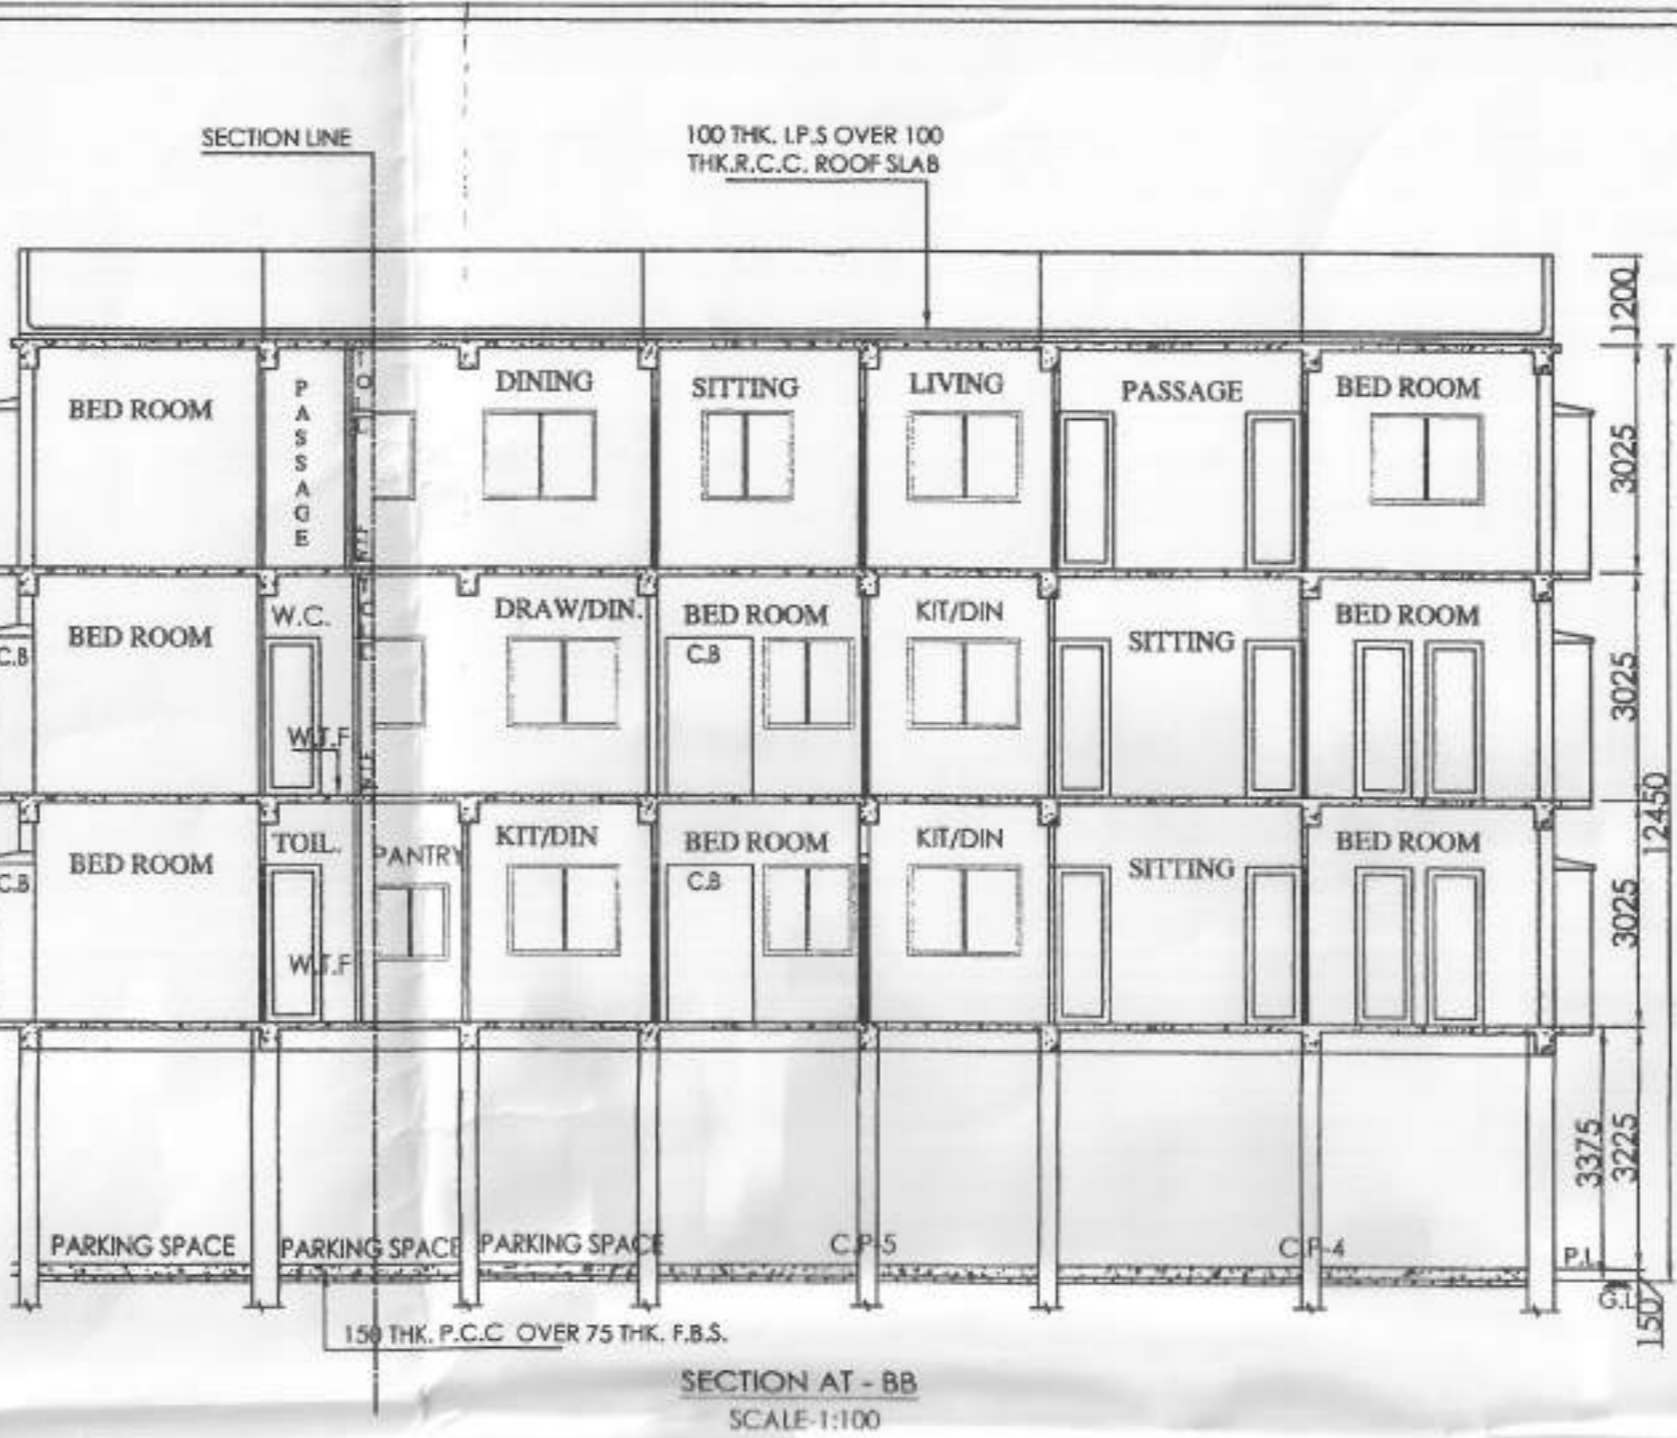 SECTION LINE
100 THK. I.P.S OVER 100
THK.R.C.C. ROOF SLAB
1200
BED ROOM
PASSAGE
DINING
SITTING
LIVING
PASSAGE
BED ROOM
3025
C.B
BED ROOM
W.C.
W.T.F
DRAW/DIN.
BED ROOM
C.B
KIT/DIN
SITTING
BED ROOM
3025
12450
C.B
BED ROOM
TOIL.
W.T.F
PANTRY
KIT/DIN
BED ROOM
C.B
KIT/DIN
SITTING
BED ROOM
3025
3375
3225
PARKING SPACE
PARKING SPACE
PARKING SPACE
C.P-5
C.P-4
P.L
G.L
150
150 THK. P.C.C OVER 75 THK. F.B.S.
SECTION AT - BB
SCALE-1:100